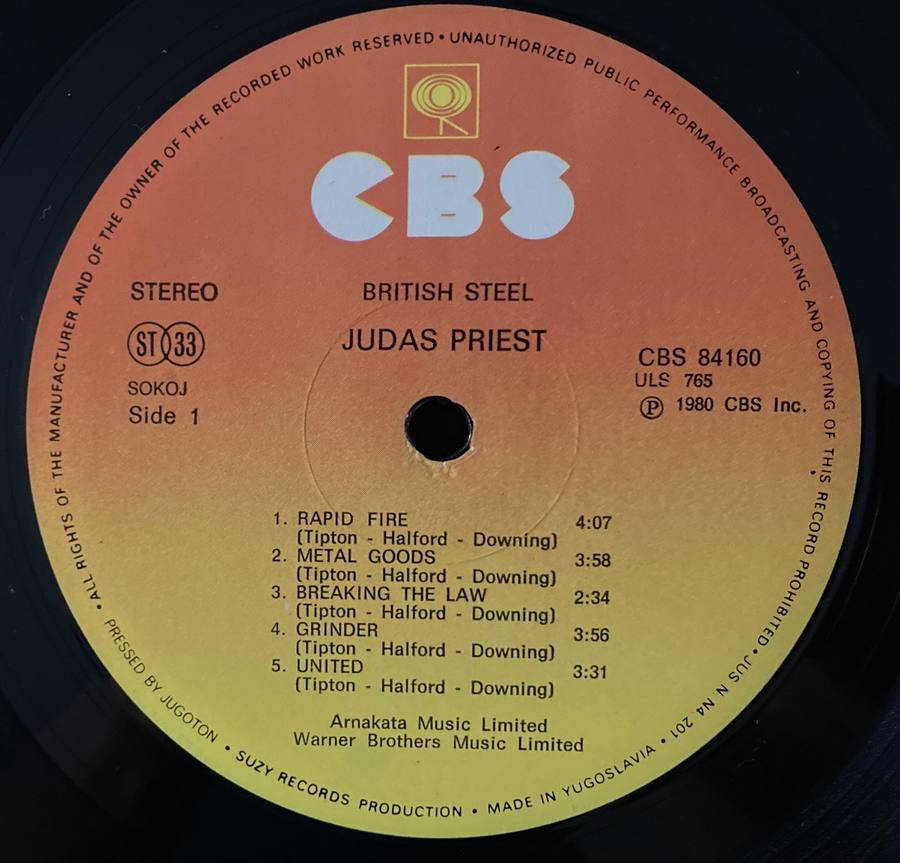 • ALL RIGHTS OF THE MANUFACTURER AND OF THE OWNER OF THE RECORDED WORK RESERVED • UNAUTHORIZED PUBLIC PERFORMANCE BROADCASTING AND COPYING OF THIS RECORD PROHIBITED • JUS N N4 201 • MADE IN YUGOSLAVIA • SUZY RECORDS PRODUCTION • PRESSED BY JUGOTON
CBS
STEREO
BRITISH STEEL
JUDAS PRIEST
ST 33
SOKOJ
Side 1
CBS 84160
ULS 765
Ⓟ 1980 CBS Inc.
1. RAPID FIRE 4:07
(Tipton - Halford - Downing)
2. METAL GOODS 3:58
(Tipton - Halford - Downing)
3. BREAKING THE LAW 2:34
(Tipton - Halford - Downing)
4. GRINDER 3:56
(Tipton - Halford - Downing)
5. UNITED 3:31
(Tipton - Halford - Downing)
Arnakata Music Limited
Warner Brothers Music Limited